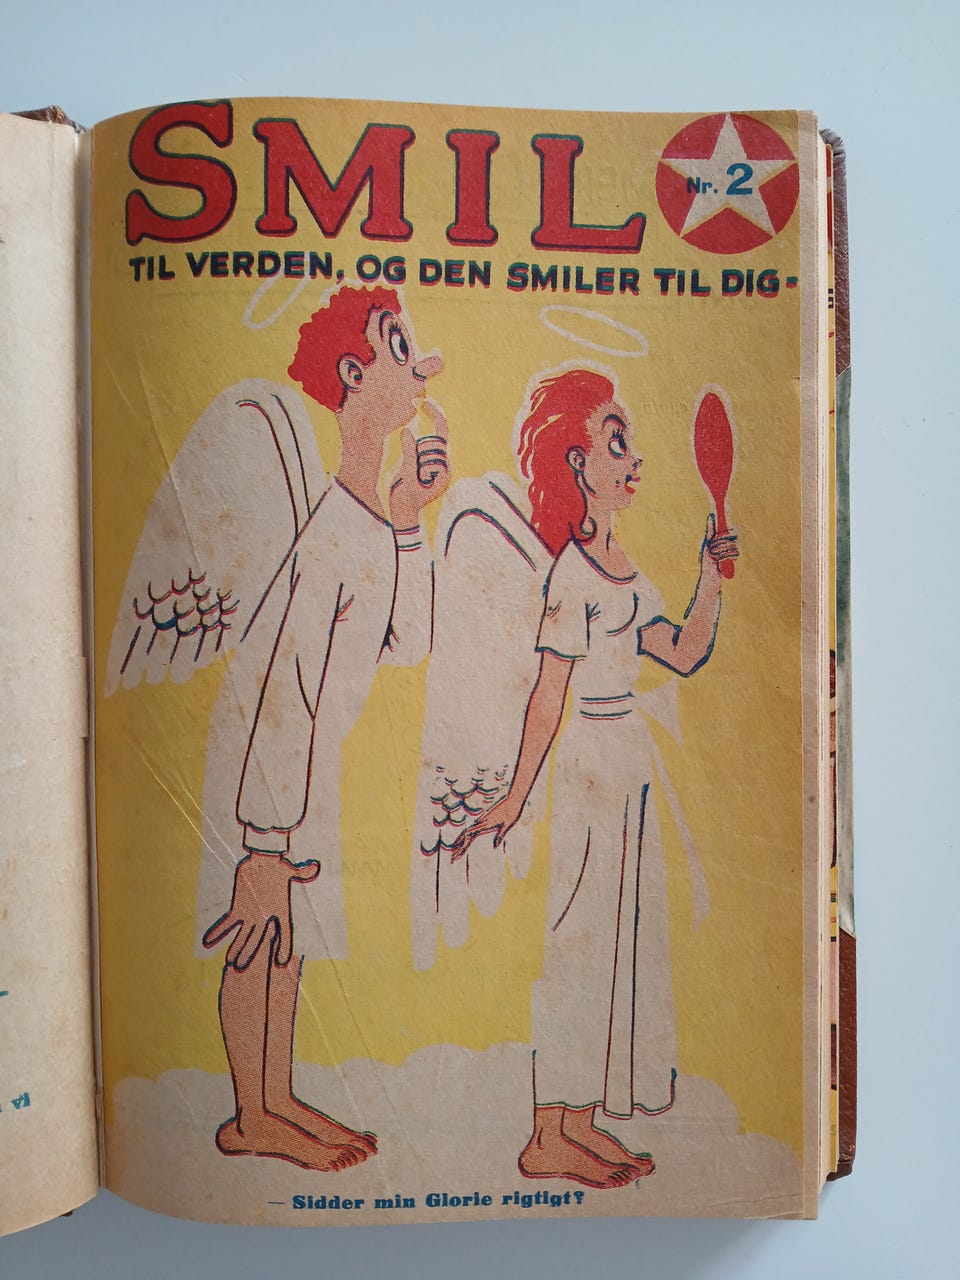 SMIL
Nr. 2
TIL VERDEN, OG DEN SMILER TIL DIG-
— Sidder min Glorie rigtigt?